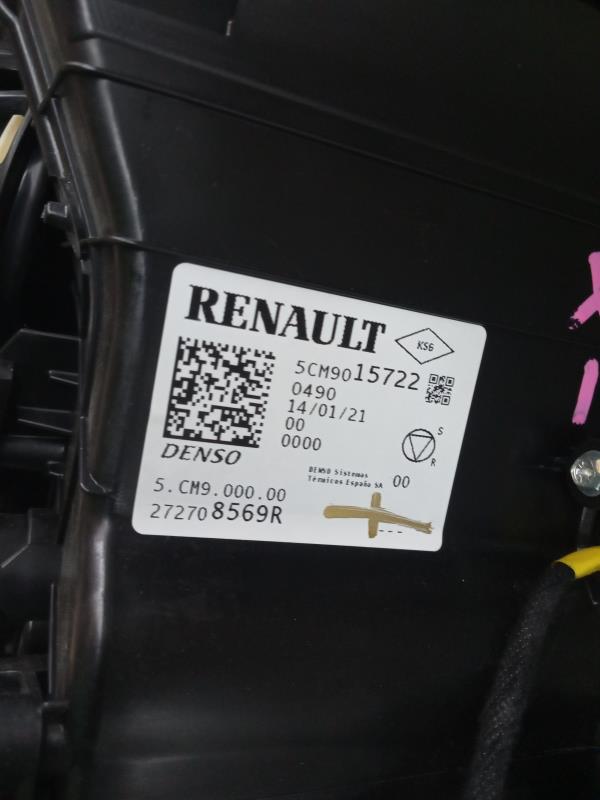 RENAULT
KS6
5CM9015722
0490
14/01/21
00
0000
S
R
DENSO
DENSO Sistemas
Térmicos España SA
00
5.CM9.000.00
272708569R
---